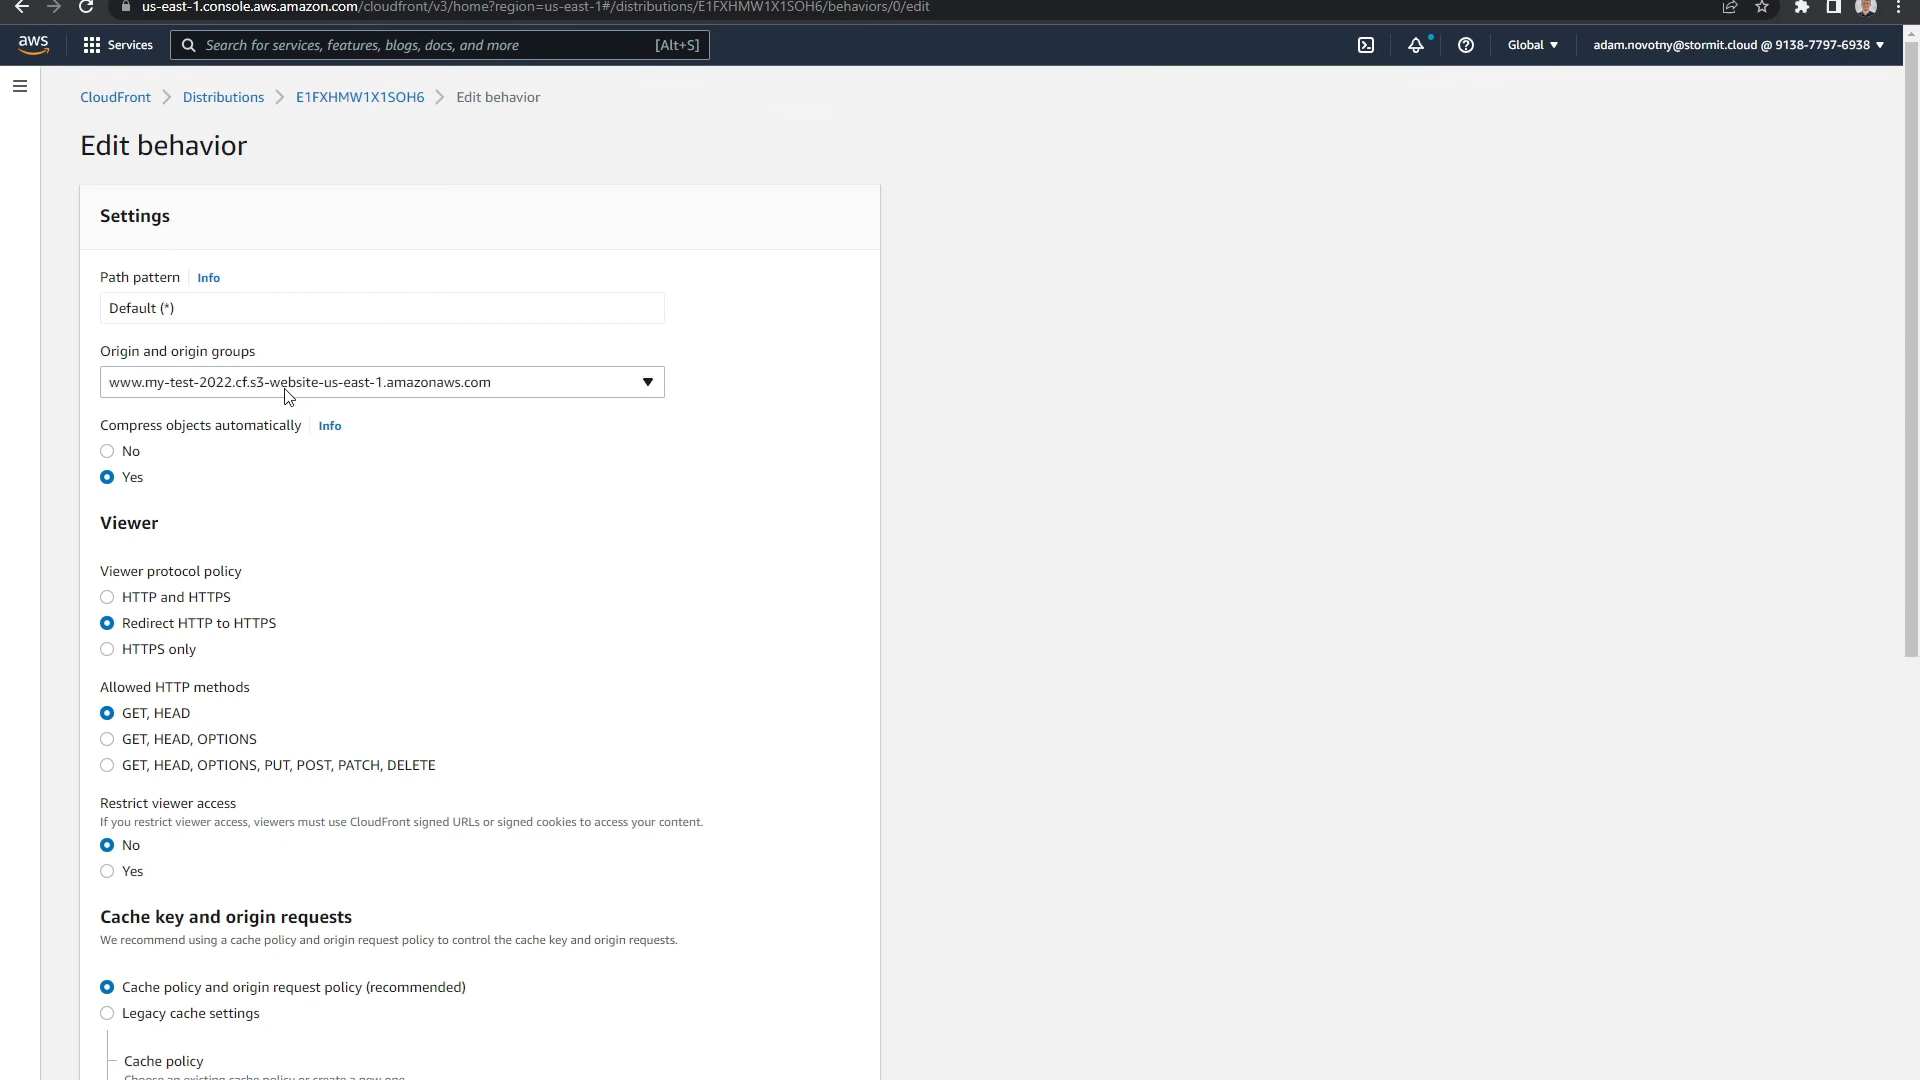 us-east-1.console.aws.amazon.com/cloudfront/v3/home?region=us-east-1#/distributions/E1FXHMW1X1SOH6/behaviors/0/edit
aws Services Search for services, features, blogs, docs, and more [Alt+S] Global adam.novotny@stormit.cloud @ 9138-7797-6938
CloudFront Distributions E1FXHMW1X1SOH6 Edit behavior
Edit behavior
Settings
Path pattern Info
Default (*)
Origin and origin groups
www.my-test-2022.cf.s3-website-us-east-1.amazonaws.com
Compress objects automatically Info
No
Yes
Viewer
Viewer protocol policy
HTTP and HTTPS
Redirect HTTP to HTTPS
HTTPS only
Allowed HTTP methods
GET, HEAD
GET, HEAD, OPTIONS
GET, HEAD, OPTIONS, PUT, POST, PATCH, DELETE
Restrict viewer access
If you restrict viewer access, viewers must use CloudFront signed URLs or signed cookies to access your content.
No
Yes
Cache key and origin requests
We recommend using a cache policy and origin request policy to control the cache key and origin requests.
Cache policy and origin request policy (recommended)
Legacy cache settings
Cache policy
Choose an existing cache policy or create a new one.